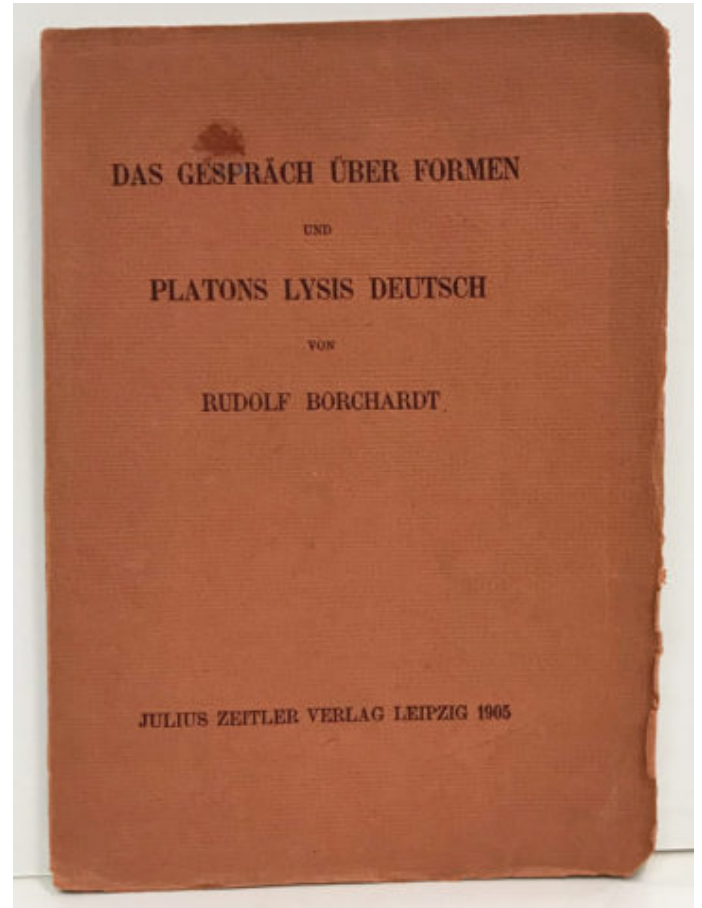 DAS GESPRÄCH ÜBER FORMEN
UND
PLATONS LYSIS DEUTSCH
VON
RUDOLF BORCHARDT
JULIUS ZEITLER VERLAG LEIPZIG 1905